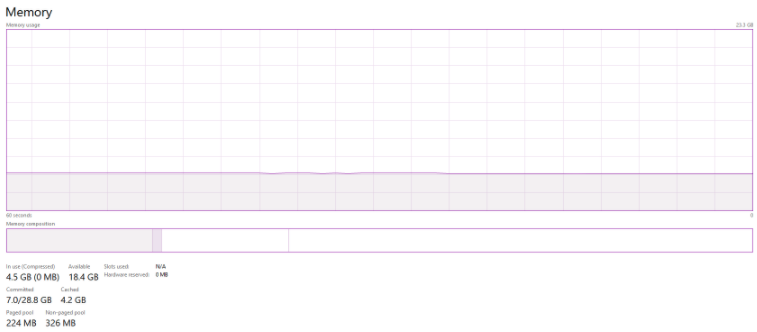 Memory
Memory usage 23.3 GB
60 seconds 0
Memory composition
In use (Compressed) Available Slots used: N/A
4.5 GB (0 MB) 18.4 GB Hardware reserved: 0 MB
Committed Cached
7.0/28.8 GB 4.2 GB
Paged pool Non-paged pool
224 MB 326 MB